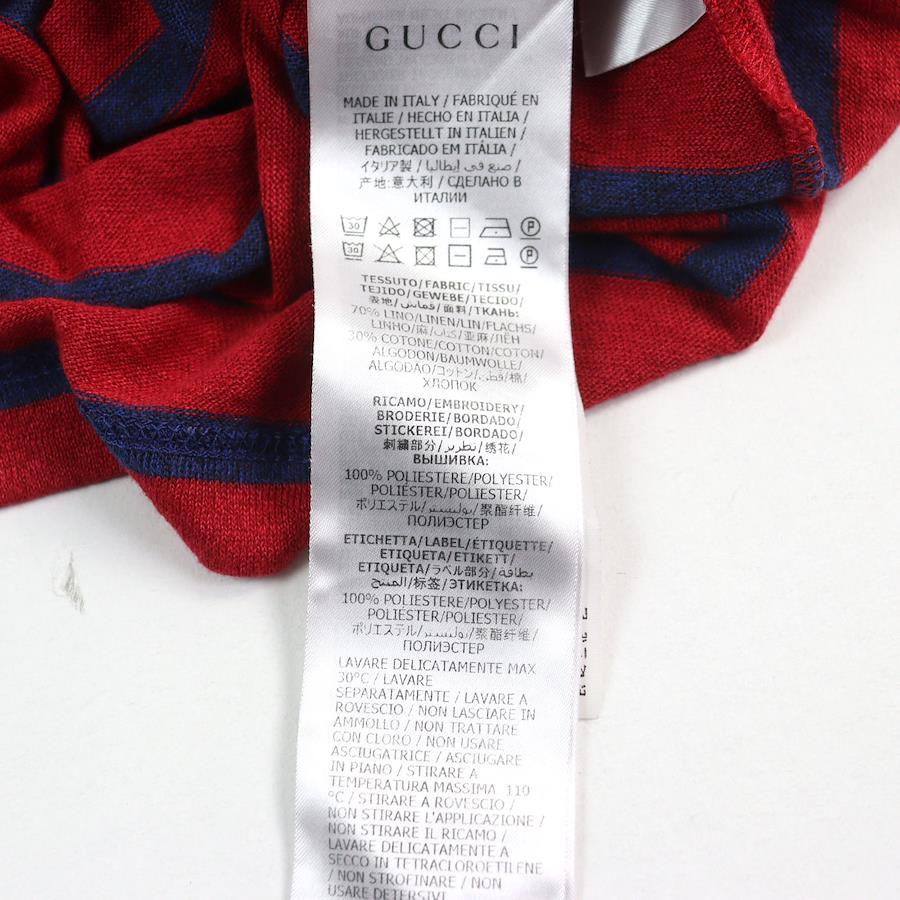 GUCCI
MADE IN ITALY / FABRIQUÉ EN
ITALIE / HECHO EN ITALIA /
HERGESTELLT IN ITALIEN /
FABRICADO EM ITÁLIA /
イタリア製 / صنع في إيطاليا /
产地:意大利 / СДЕЛАНО В
ИТАЛИИ
30 P
30 P
TESSUTO/FABRIC/TISSU/
TEJIDO/GEWEBE/TECIDO/
表地/قماش/面料/ТКАНЬ:
70% LINO/LINEN/LIN/FLACHS/
LINHO/麻/كتان/亚麻/ЛЁН
30% COTONE/COTTON/COTON/
ALGODON/BAUMWOLLE/
ALGODAO/コットン/قطن/棉/
ХЛОПОК
RICAMO/EMBROIDERY/
BRODERIE/BORDADO/
STICKEREI/BORDADO/
刺繍部分/تطريز/绣花/
ВЫШИВКА:
100% POLIESTERE/POLYESTER/
POLIÉSTER/POLIESTER/
ポリエステル/بوليستر/聚酯纤维/
ПОЛИЭСТЕР
ETICHETTA/LABEL/ÉTIQUETTE/
ETIQUETA/ETIKETT/
ETIQUETA/ラベル部分/بطاقة
المنتج/标签/ЭТИКЕТКА:
100% POLIESTERE/POLYESTER/
POLIÉSTER/POLIESTER/
ポリエステル/بوليستر/聚酯纤维/
ПОЛИЭСТЕР
LAVARE DELICATAMENTE MAX
30°C / LAVARE
SEPARATAMENTE / LAVARE A
ROVESCIO / NON LASCIARE IN
AMMOLLO / NON TRATTARE
CON CLORO / NON USARE
ASCIUGATRICE / ASCIUGARE
IN PIANO / STIRARE A
TEMPERATURA MASSIMA 110
°C / STIRARE A ROVESCIO /
NON STIRARE L'APPLICAZIONE /
NON STIRARE IL RICAMO /
LAVARE DELICATAMENTE A
SECCO IN TETRACLOROETILENE
/ NON STROFINARE / NON
USARE DETERSIVI